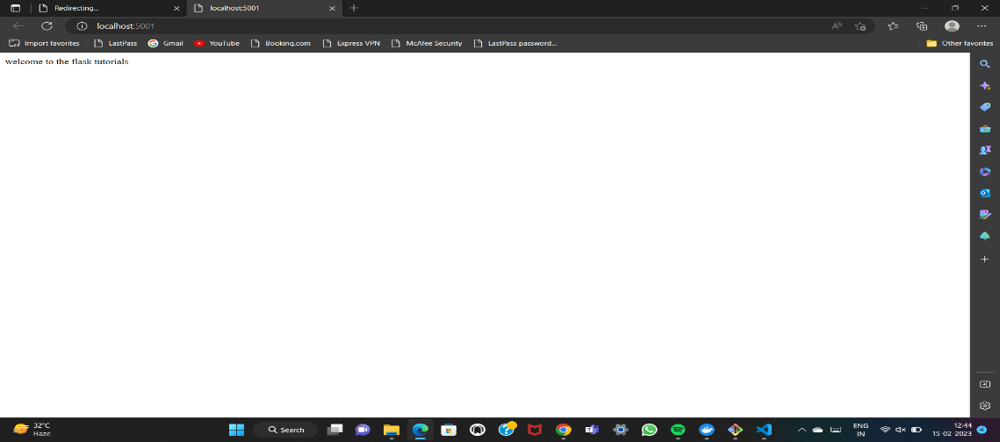 Redirecting...
localhost:5001
localhost:5001
Import favorites
LastPass
Gmail
YouTube
Booking.com
Express VPN
McAfee Security
LastPass password...
Other favorites
welcome to the flask tutorials
32°C
Haze
Search
ENG
IN
12:44
15-02-2023
4